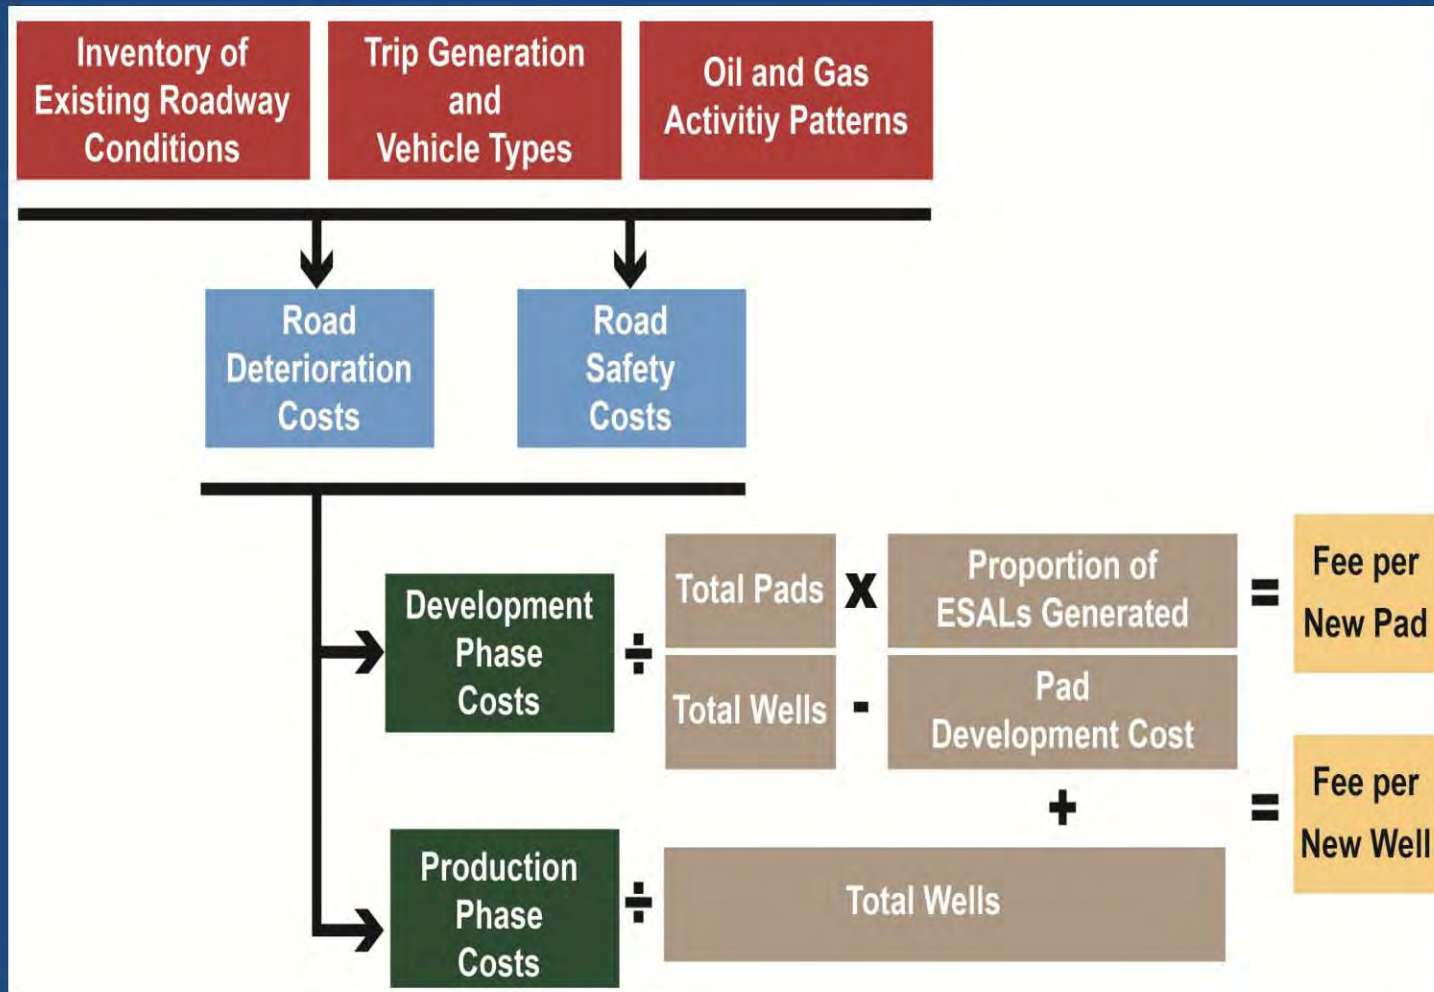 Inventory of
Existing Roadway
Conditions
Trip Generation
and
Vehicle Types
Oil and Gas
Activitiy Patterns
Road
Deterioration
Costs
Road
Safety
Costs
Development
Phase
Costs
÷
Total Pads
x
Proportion of
ESALs Generated
=
Fee per
New Pad
Total Wells
-
Pad
Development Cost
+
=
Fee per
New Well
Production
Phase
Costs
÷
Total Wells